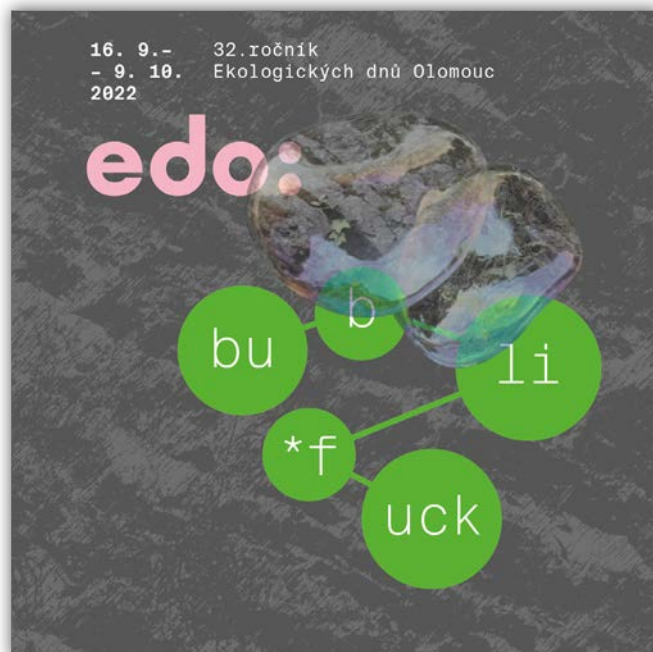 16. 9.–
– 9. 10.
2022
32.ročník
Ekologických dnů Olomouc
edo:
bu
b
li
*f
uck